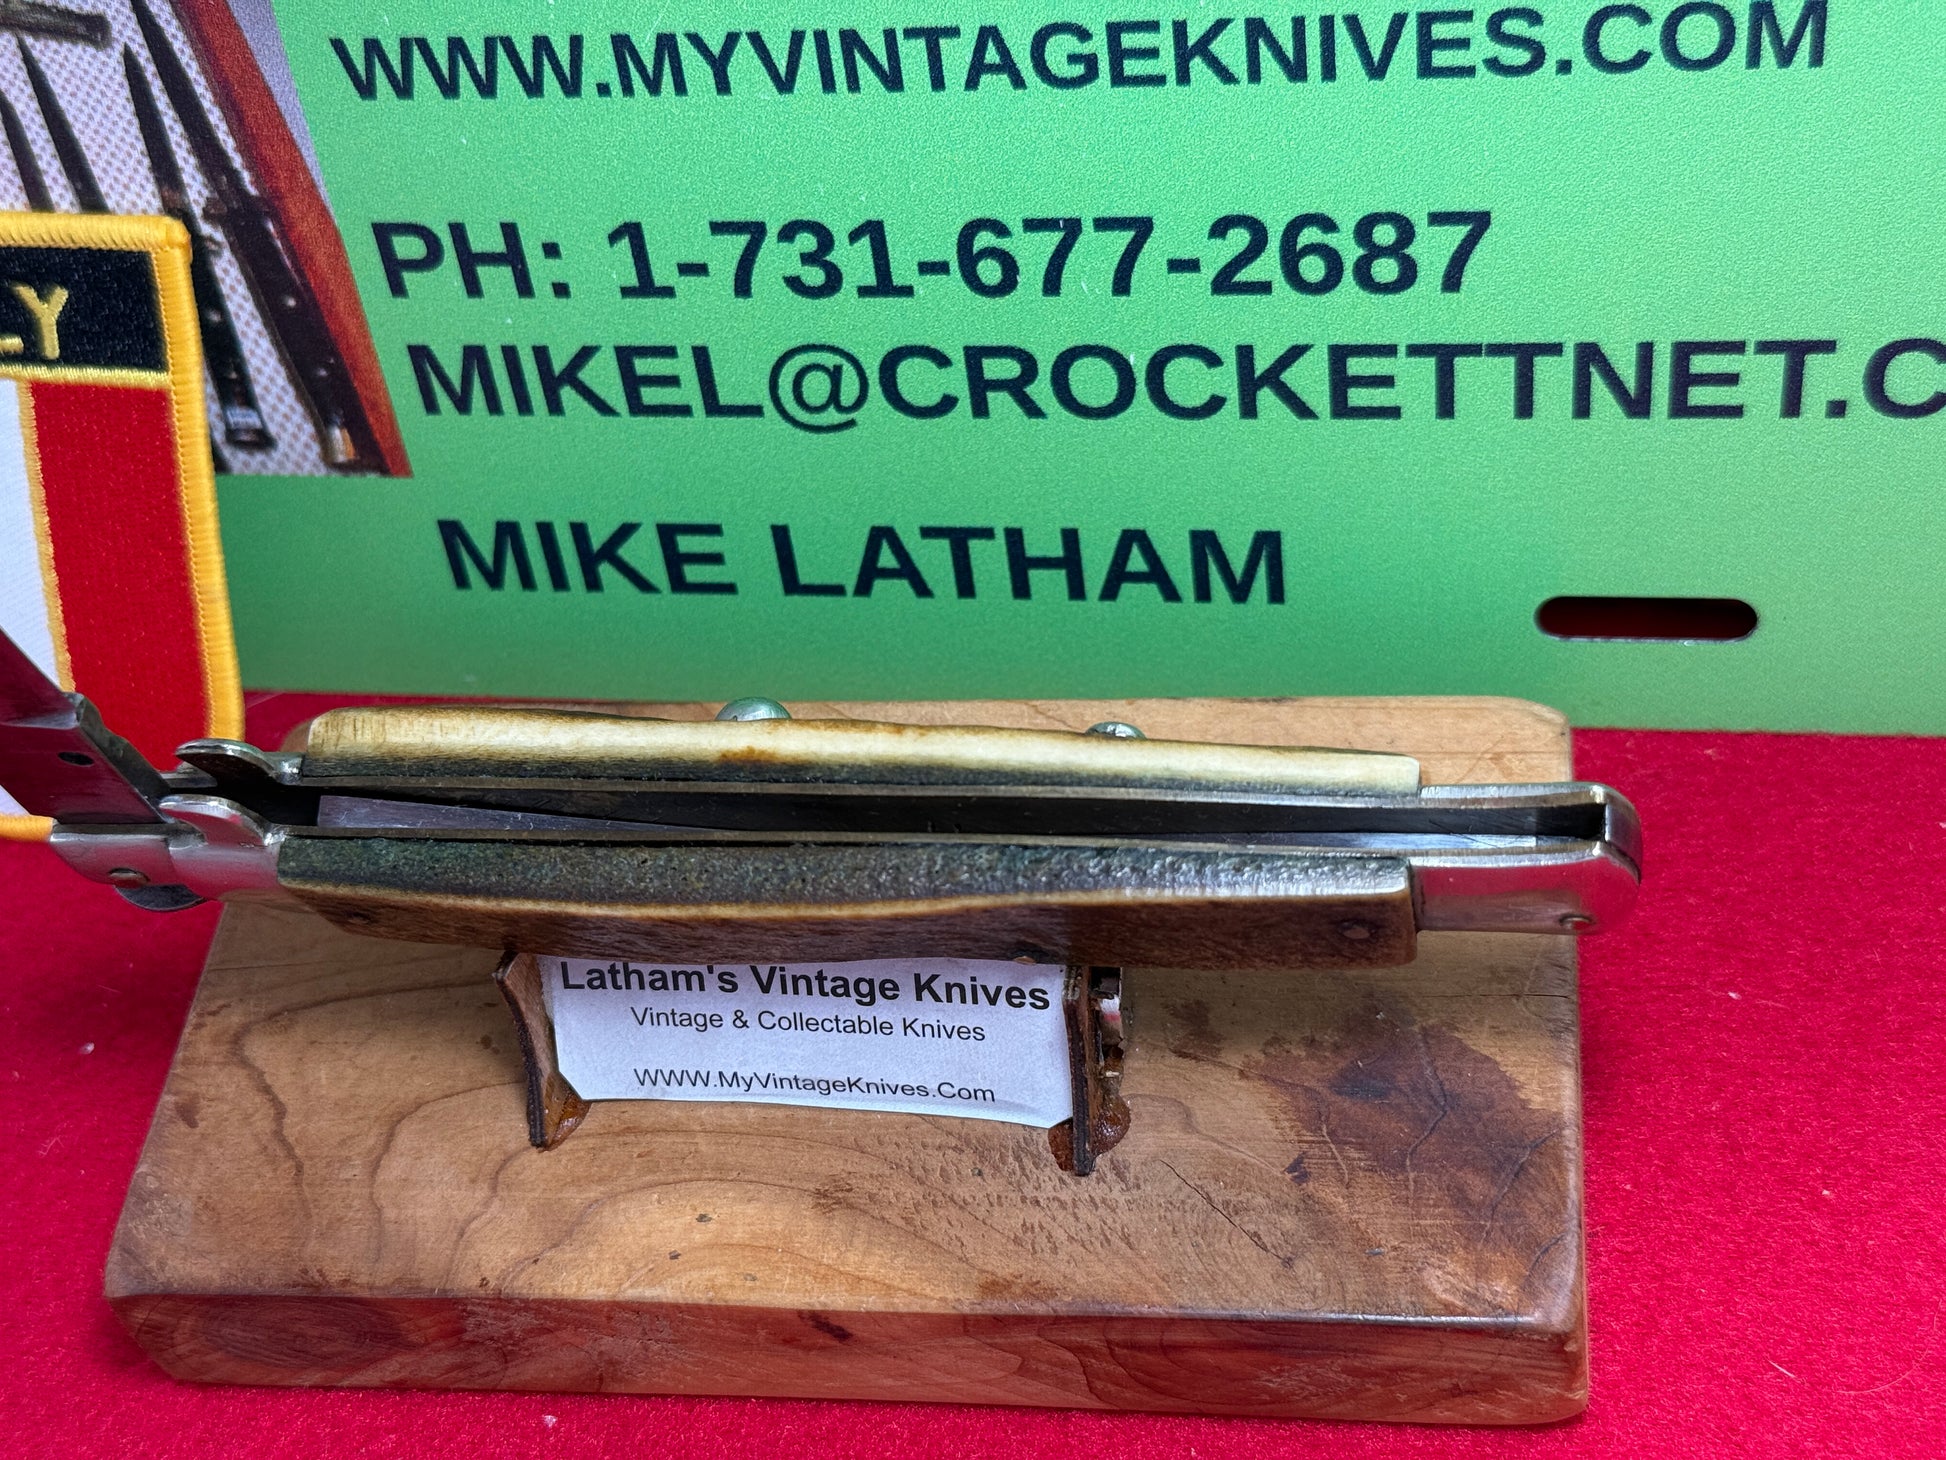 WWW.MYVINTAGEKNIVES.COM
PH: 1-731-677-2687
MIKEL@CROCKETTNET.C
MIKE LATHAM
LY
Latham's Vintage Knives
Vintage & Collectable Knives
WWW.MyVintageKnives.Com